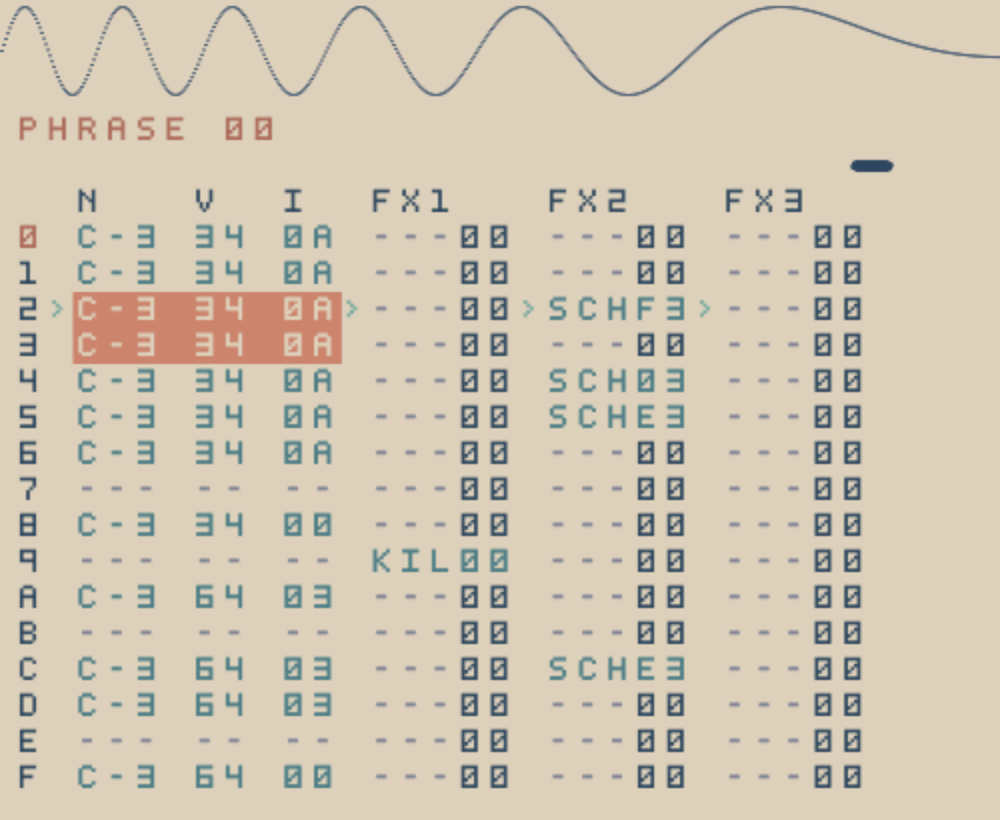 PHRASE 00
N V I FX1 FX2 FX3
0 C-3 34 0A ---00 ---00 ---00
1 C-3 34 0A ---00 ---00 ---00
2 > C-3 34 0A > ---00 > SCHF3 > ---00
3 C-3 34 0A ---00 ---00 ---00
4 C-3 34 0A ---00 SCH03 ---00
5 C-3 34 0A ---00 SCHE3 ---00
6 C-3 34 0A ---00 ---00 ---00
7 --- -- -- ---00 ---00 ---00
8 C-3 34 00 ---00 ---00 ---00
9 --- -- -- KIL00 ---00 ---00
A C-3 64 03 ---00 ---00 ---00
B --- -- -- ---00 ---00 ---00
C C-3 64 03 ---00 SCHE3 ---00
D C-3 64 03 ---00 ---00 ---00
E --- -- -- ---00 ---00 ---00
F C-3 64 00 ---00 ---00 ---00